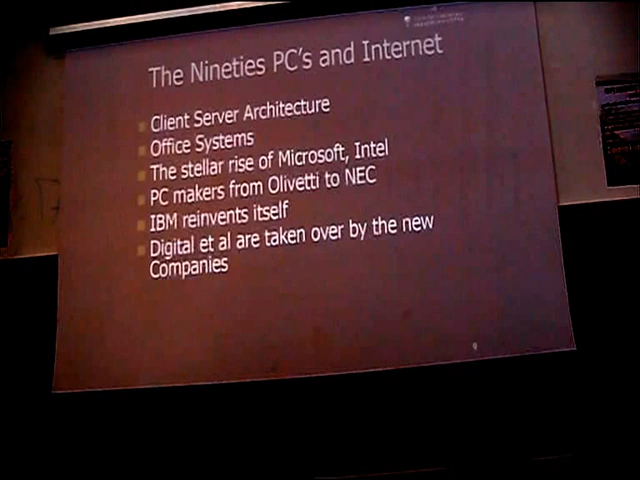 The Nineties PC's and Internet
Client Server Architecture
Office Systems
The stellar rise of Microsoft, Intel
PC makers from Olivetti to NEC
IBM reinvents itself
Digital et al are taken over by the new
Companies
9